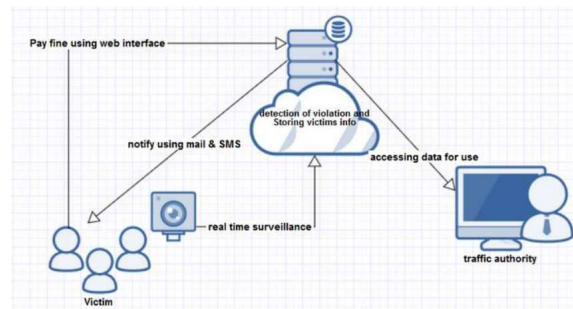 Pay fine using web interface
detection of violation and
Storing victims info
notify using mail & SMS
accessing data for use
real time surveillance
traffic authority
Victim